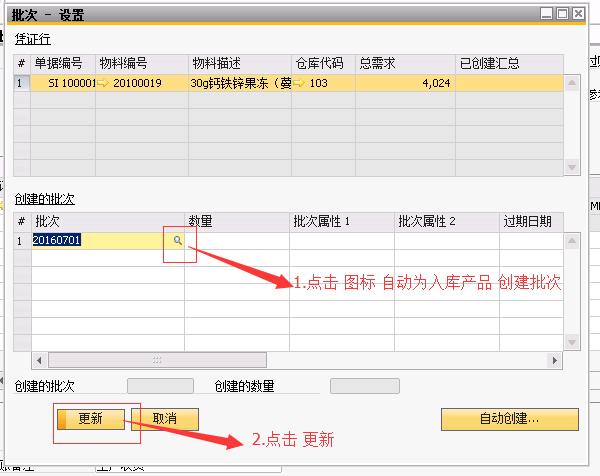 批次 - 设置
凭证行
# 单据编号 物料编号 物料描述 仓库代码 总需求 已创建汇总
1 SI 100001 20100019 30g钙铁锌果冻（葡 103 4,024
创建的批次
# 批次 数量 批次属性 1 批次属性 2 过期日期
1 20160701
1.点击 图标 自动为入库产品 创建批次
创建的批次 创建的数量
更新 取消 自动创建...
2.点击 更新